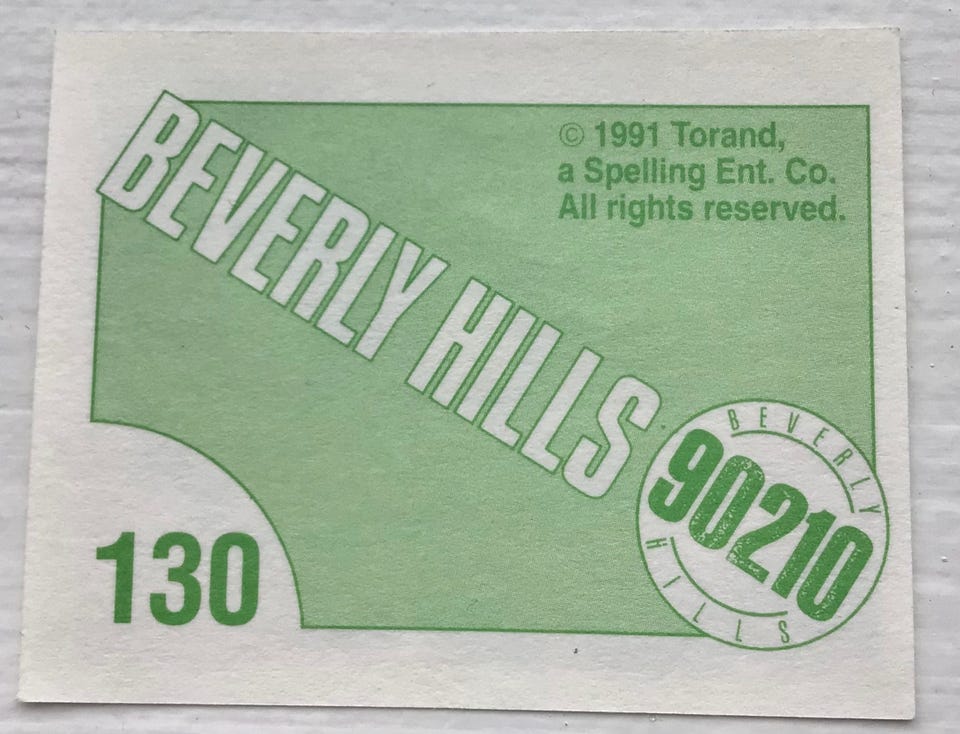 BEVERLY HILLS
© 1991 Torand,
a Spelling Ent. Co.
All rights reserved.
BEVERLY
90210
HILLS
130